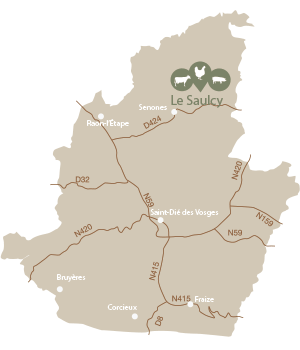 Le Saulcy
Senones
Raon-l'Étape
D424
D32
N420
N59
Saint-Dié des Vosges
N159
N420
N59
N415
Bruyères
N415
Fraize
Corcieux
D8